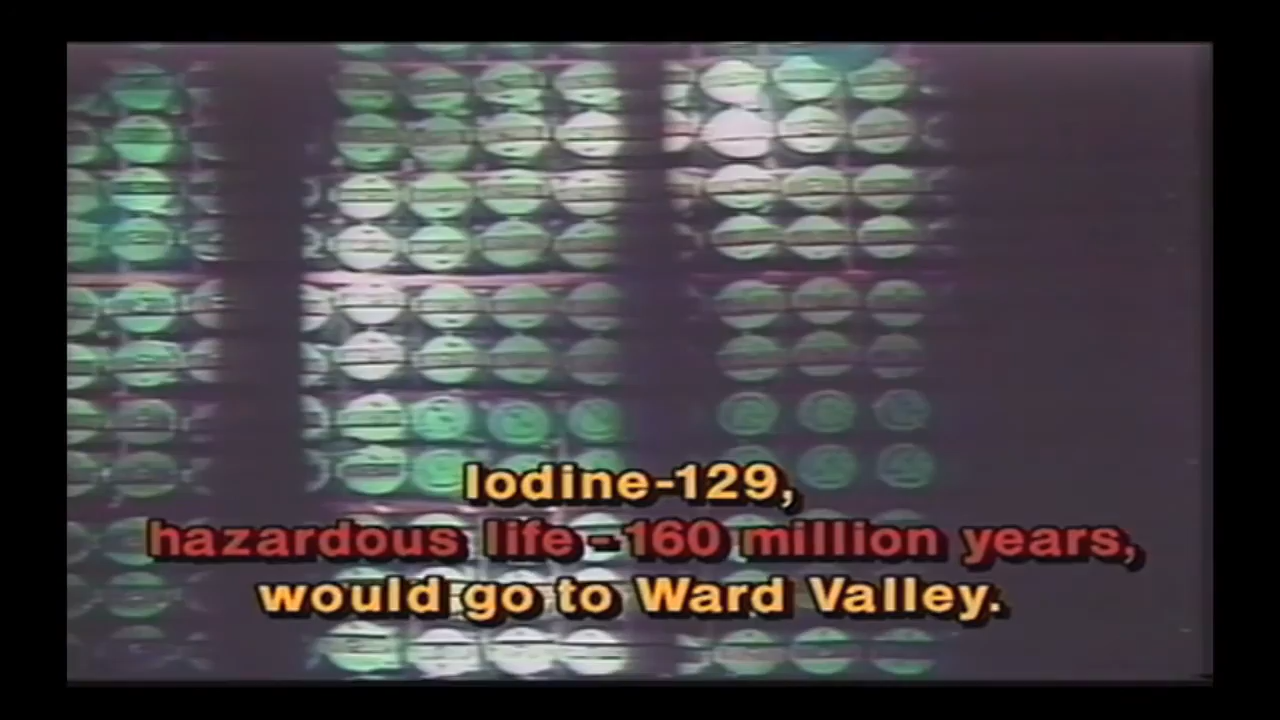 Iodine-129,
hazardous life - 160 million years,
would go to Ward Valley.